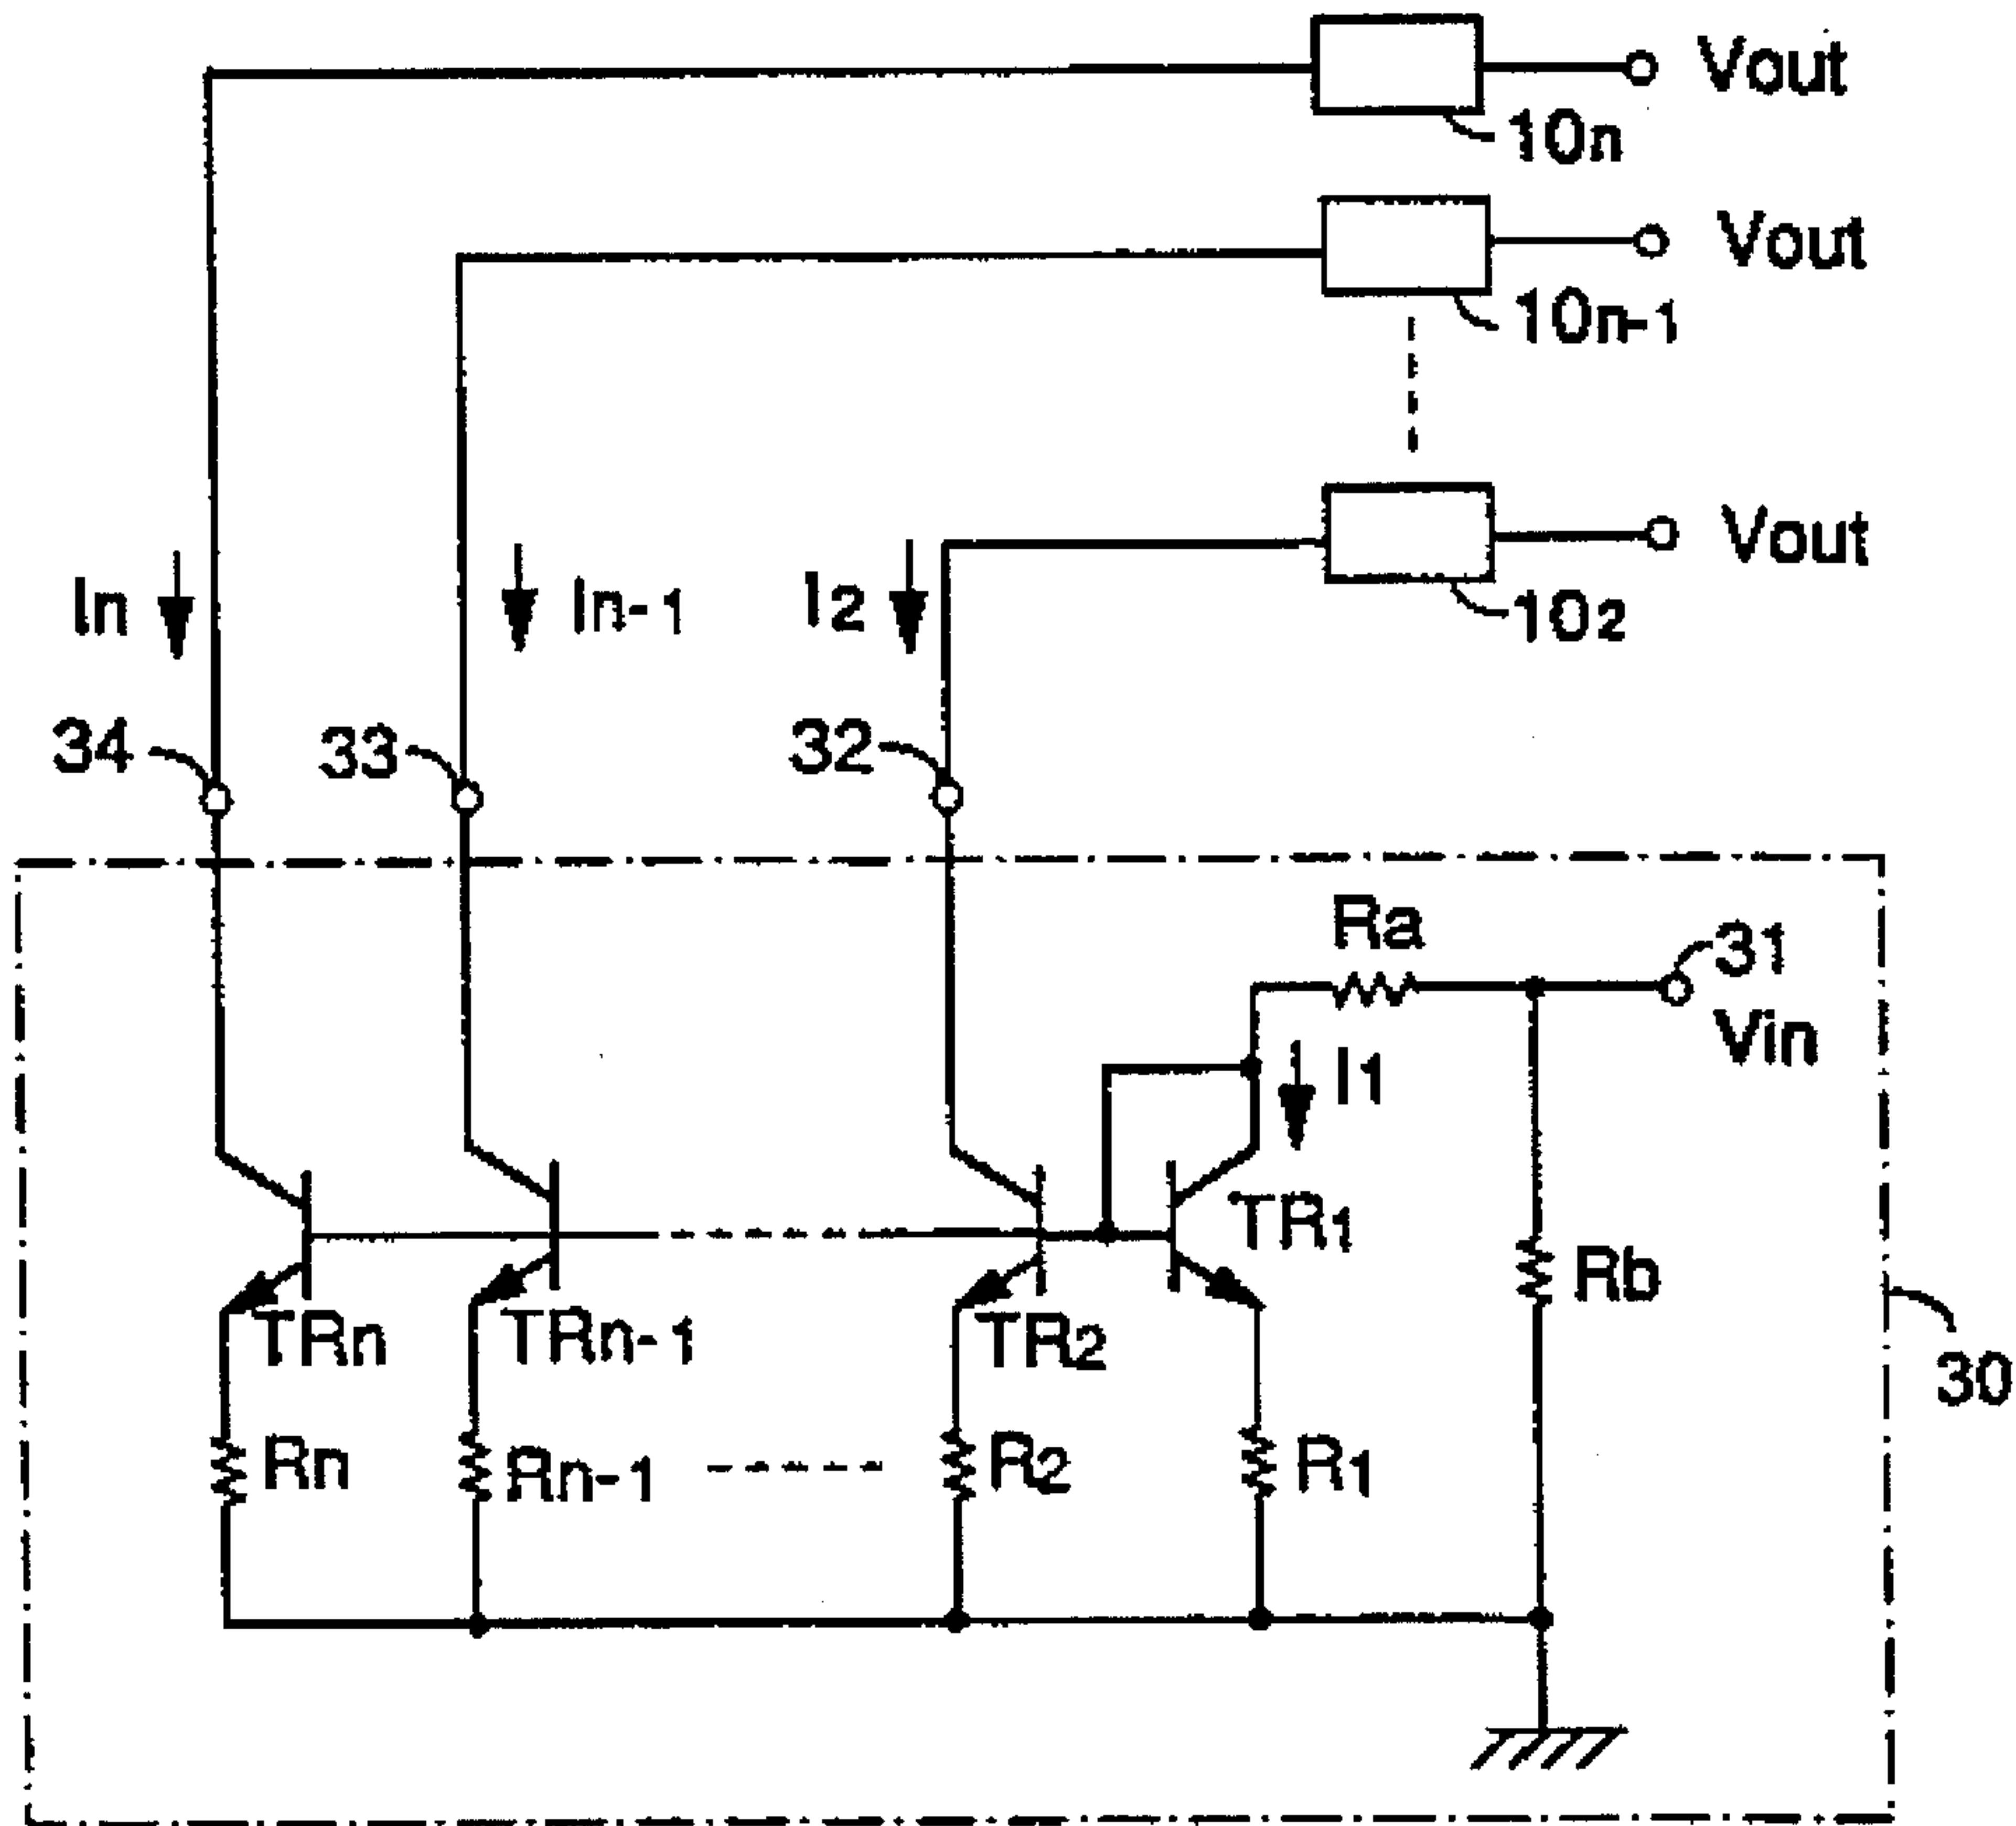 Vout
10n
Vout
10n-1
Vout
102
In
In-1
I2
34
33
32
Ra
31
Vin
I1
TR1
Rb
TRn
TRn-1
TR2
30
Rn
Rn-1
R2
R1